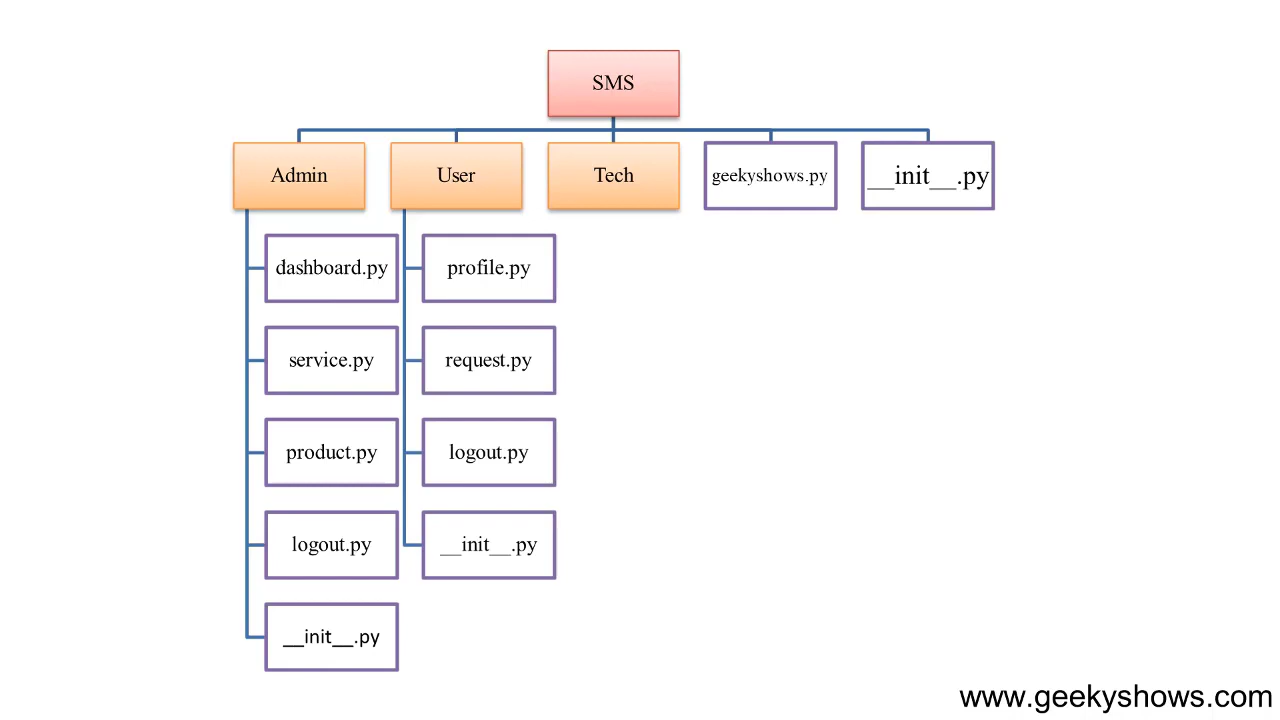 SMS
Admin
User
Tech
geekyshows.py
__init__.py
dashboard.py
profile.py
service.py
request.py
product.py
logout.py
logout.py
__init__.py
__init__.py
www.geekyshows.com